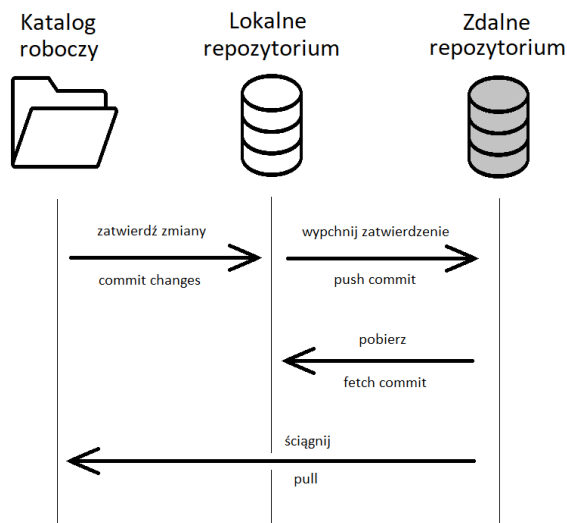 Katalog
roboczy
Lokalne
repozytorium
Zdalne
repozytorium
zatwierdź zmiany
commit changes
wypchnij zatwierdzenie
push commit
pobierz
fetch commit
ściągnij
pull